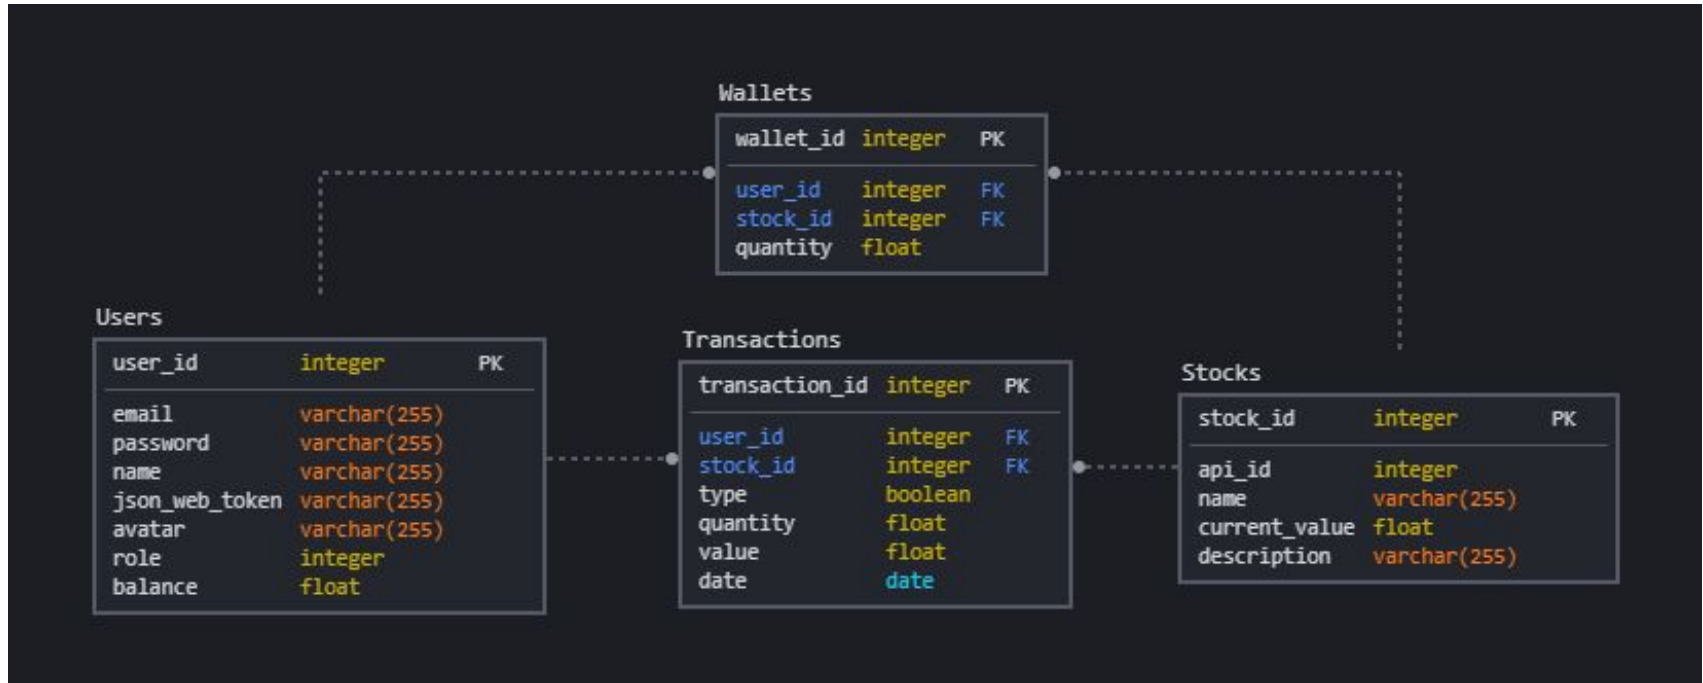 Wallets
wallet_id integer PK
user_id integer FK
stock_id integer FK
quantity float
Users
user_id integer PK
email varchar(255)
password varchar(255)
name varchar(255)
json_web_token varchar(255)
avatar varchar(255)
role integer
balance float
Transactions
transaction_id integer PK
user_id integer FK
stock_id integer FK
type boolean
quantity float
value float
date date
Stocks
stock_id integer PK
api_id integer
name varchar(255)
current_value float
description varchar(255)